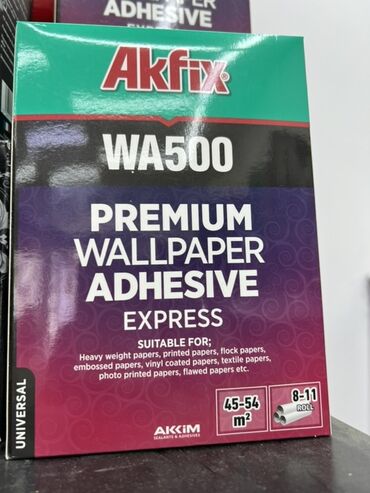 ADHESIVE
EXPRESS
Akfix®
WA500
PREMIUM
WALLPAPER
ADHESIVE
EXPRESS
SUITABLE FOR;
Heavy weight papers, printed papers, flock papers,
embossed papers, vinyl coated papers, textile papers,
photo printed papers, flawed papers etc.
UNIVERSAL
45-54
m²
8-11
ROLL
AKKİM
SEALANTS & ADHESIVES